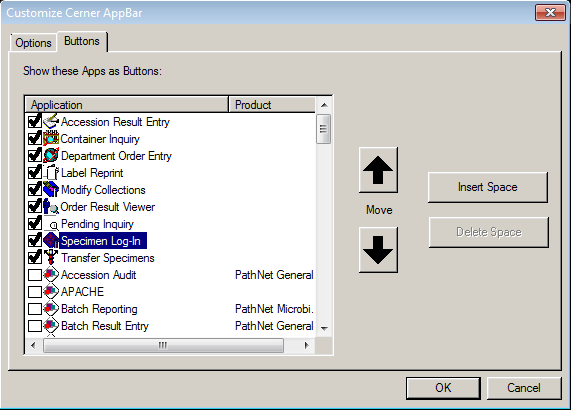 Customize Cerner AppBar
Options Buttons
Show these Apps as Buttons:
Application Product
Accession Result Entry
Container Inquiry
Department Order Entry
Label Reprint
Modify Collections
Order Result Viewer
Pending Inquiry
Specimen Log-In
Transfer Specimens
Accession Audit PathNet General
APACHE
Batch Reporting PathNet Microbi.
Batch Result Entry PathNet General
Move
Insert Space
Delete Space
OK Cancel